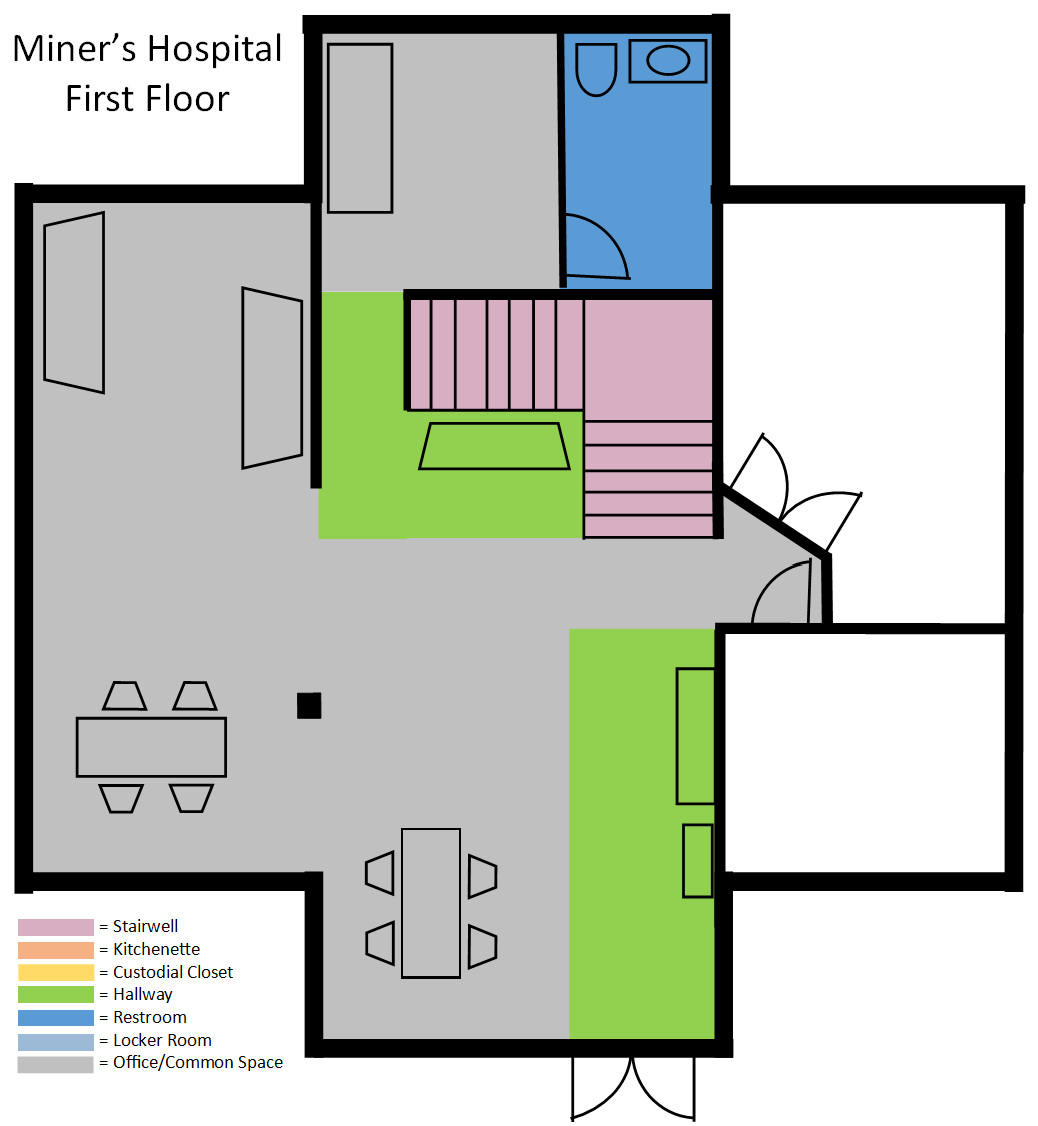 Miner’s Hospital
First Floor
= Stairwell
= Kitchenette
= Custodial Closet
= Hallway
= Restroom
= Locker Room
= Office/Common Space